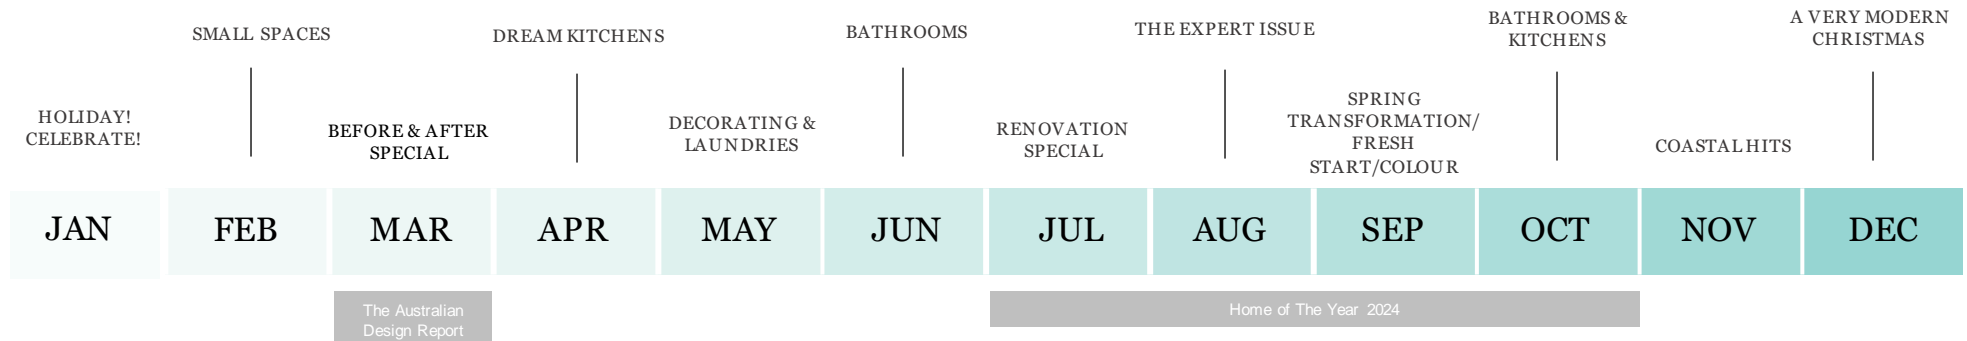 HOLIDAY!
CELEBRATE!
SMALL SPACES
BEFORE & AFTER
SPECIAL
DREAM KITCHENS
DECORATING &
LAUNDRIES
BATHROOMS
RENOVATION
SPECIAL
THE EXPERT ISSUE
SPRING
TRANSFORMATION/
FRESH
START/COLOUR
BATHROOMS &
KITCHENS
COASTAL HITS
A VERY MODERN
CHRISTMAS
JAN
FEB
MAR
APR
MAY
JUN
JUL
AUG
SEP
OCT
NOV
DEC
The Australian
Design Report
Home of The Year 2024